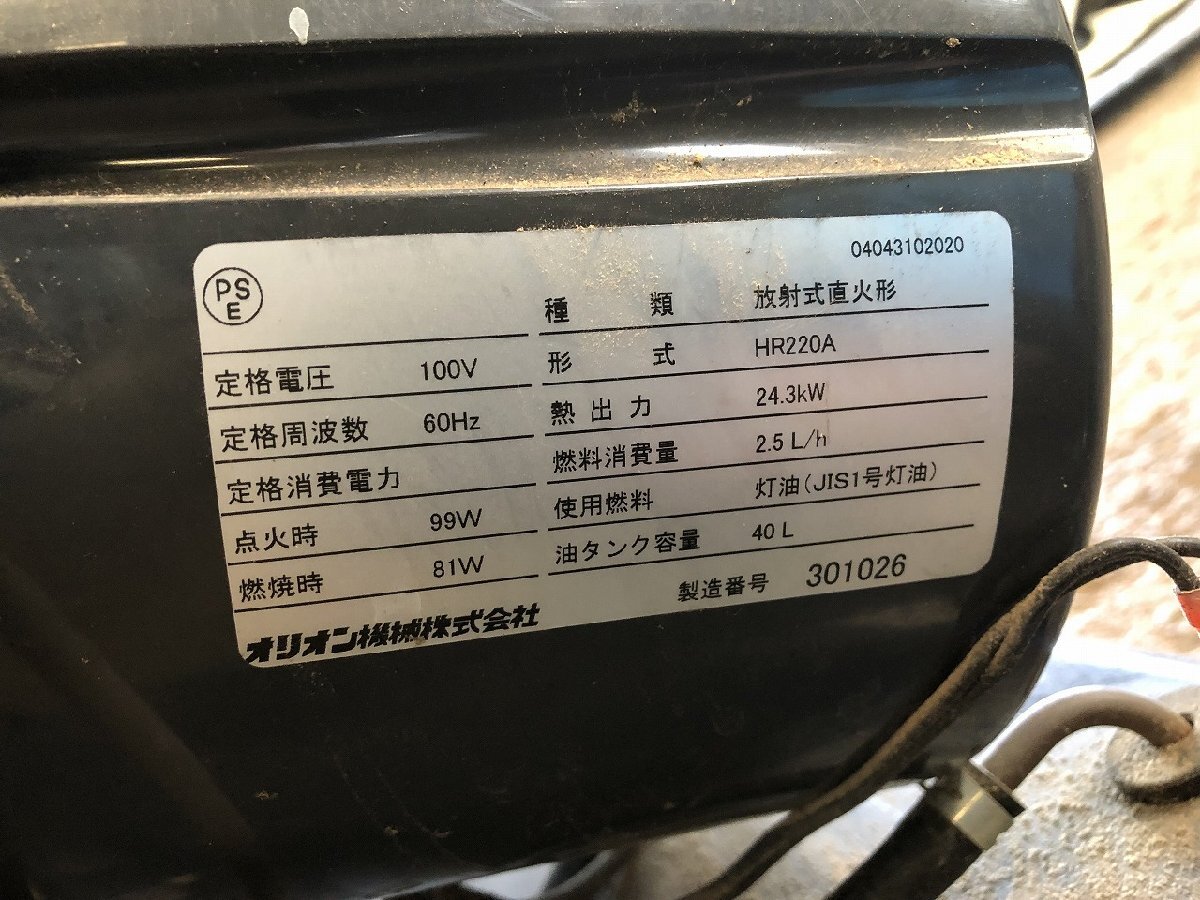 04043102020
PS
E
定格電圧 100V
定格周波数 60Hz
定格消費電力
点火時 99W
燃焼時 81W
種類 放射式直火形
形式 HR220A
熱出力 24.3kW
燃料消費量 2.5 L/h
使用燃料 灯油(JIS1号灯油)
油タンク容量 40 L
オリオン機械株式会社
製造番号 301026